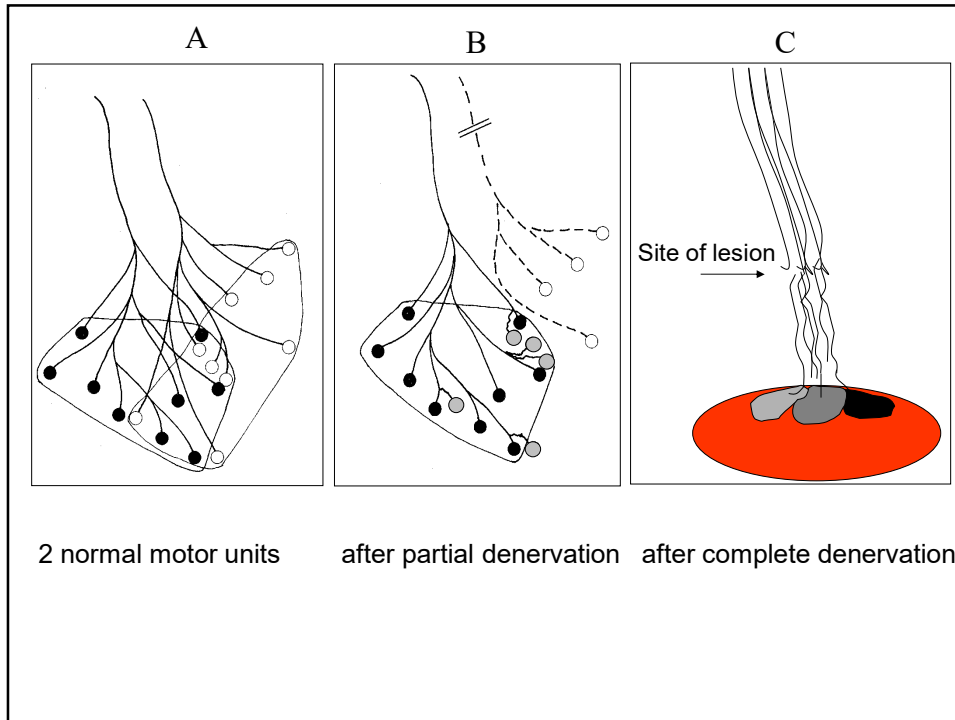 A
B
C
Site of lesion
2 normal motor units
after partial denervation
after complete denervation